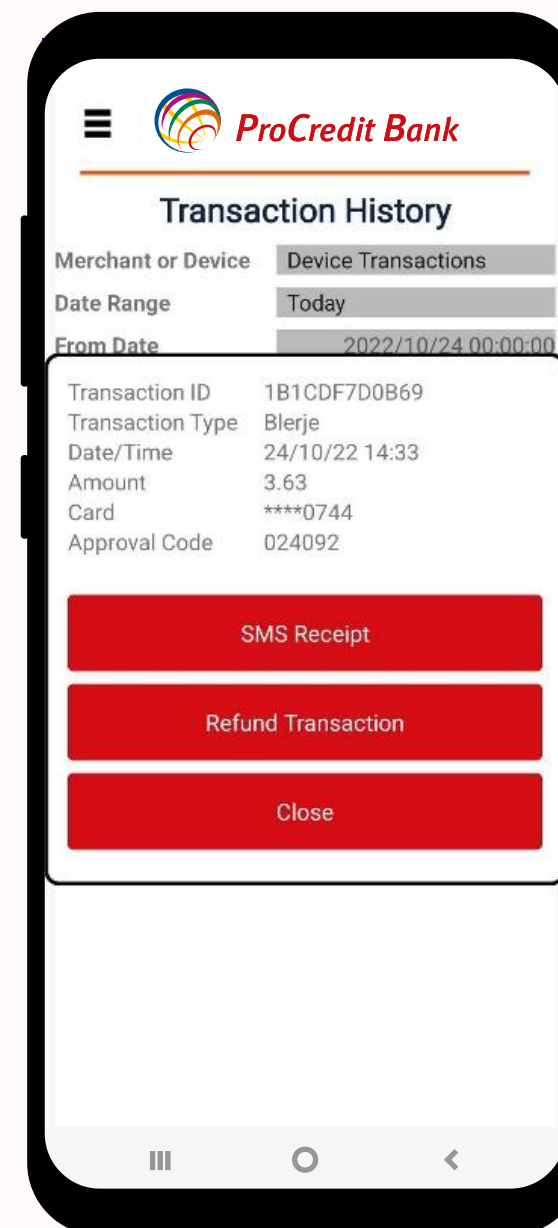 ProCredit Bank
Transaction History
Merchant or Device Device Transactions
Date Range Today
From Date 2022/10/24 00:00:00
Transaction ID 1B1CDF7D0B69
Transaction Type Blerje
Date/Time 24/10/22 14:33
Amount 3.63
Card ****0744
Approval Code 024092
SMS Receipt
Refund Transaction
Close